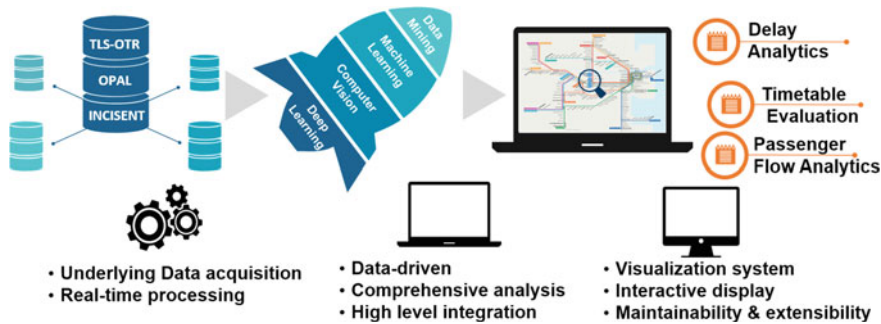 TLS-OTR
OPAL
INCISENT
Deep
Learning
Computer
Vision
Machine
Learning
Data
Mining
Delay
Analytics
Timetable
Evaluation
Passenger
Flow Analytics
• Underlying Data acquisition
• Real-time processing
• Data-driven
• Comprehensive analysis
• High level integration
• Visualization system
• Interactive display
• Maintainability & extensibility